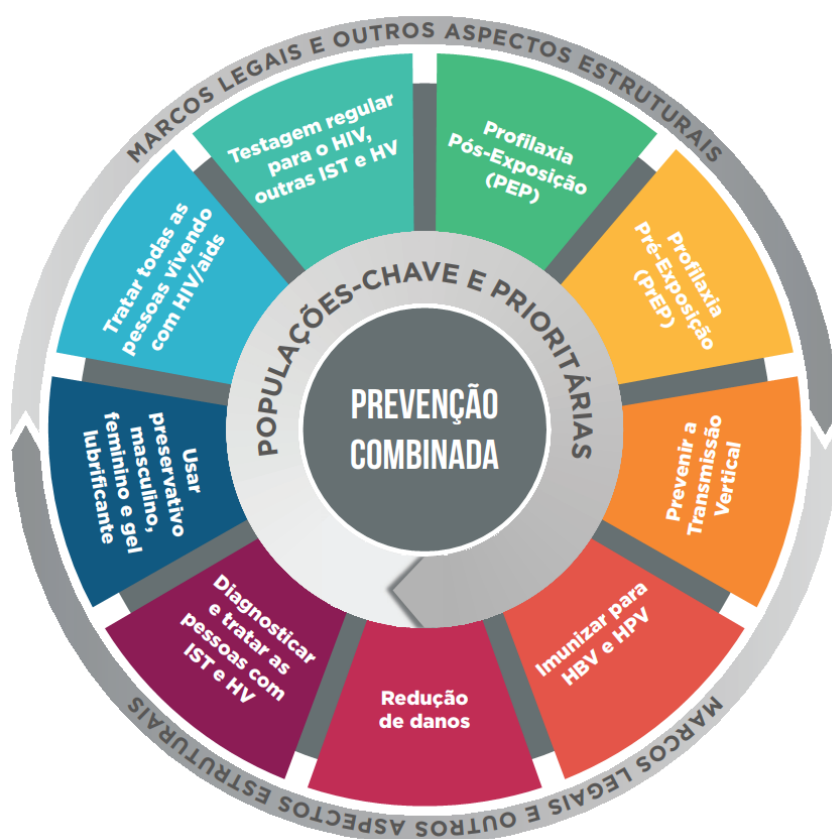 MARCOS LEGAIS E OUTROS ASPECTOS ESTRUTURAIS
Testagem regular
para o HIV,
outras IST e HV
Profilaxia
Pós-Exposição
(PEP)
Profilaxia
Pré-Exposição
(PrEP)
Prevenir a
Transmissão
Vertical
Imunizar para
HBV e HPV
Redução
de danos
Diagnosticar
e tratar as
pessoas com
IST e HV
Usar
preservativo
masculino,
feminino e gel
lubrificante
Tratar todas as
pessoas vivendo
com HIV/aids
POPULAÇÕES-CHAVE E PRIORITÁRIAS
PREVENÇÃO
COMBINADA
MARCOS LEGAIS E OUTROS ASPECTOS ESTRUTURAIS